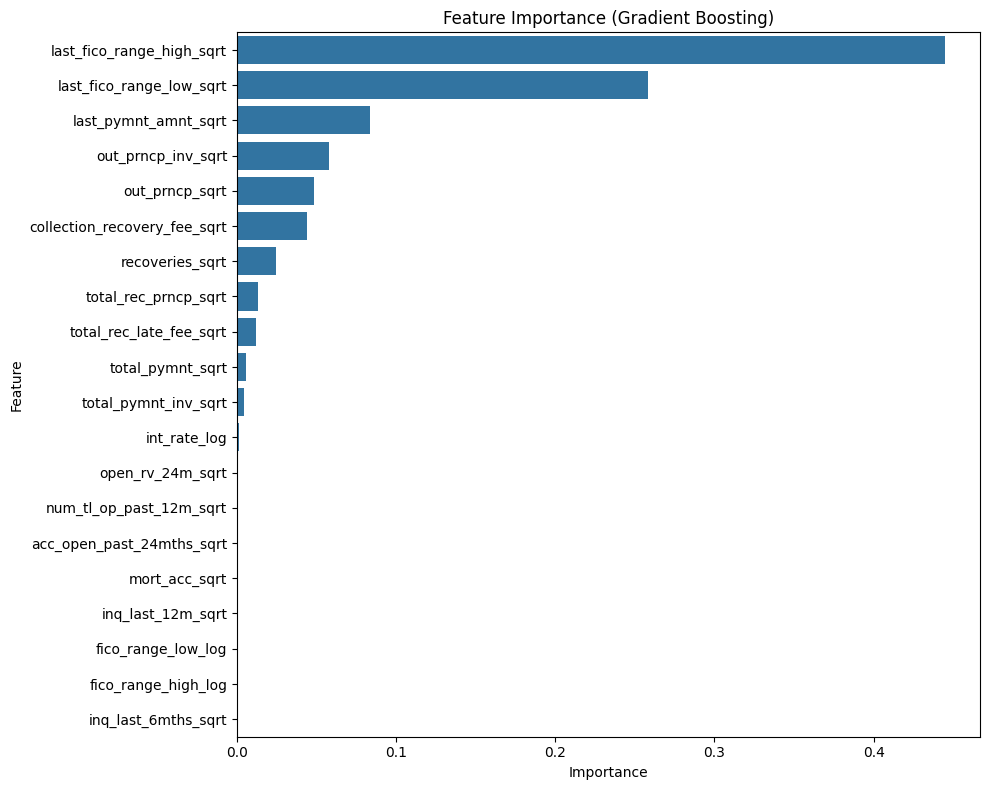 Feature Importance (Gradient Boosting)
last_fico_range_high_sqrt
last_fico_range_low_sqrt
last_pymnt_amnt_sqrt
out_prncp_inv_sqrt
out_prncp_sqrt
collection_recovery_fee_sqrt
recoveries_sqrt
total_rec_prncp_sqrt
total_rec_late_fee_sqrt
total_pymnt_sqrt
total_pymnt_inv_sqrt
int_rate_log
open_rv_24m_sqrt
num_tl_op_past_12m_sqrt
acc_open_past_24mths_sqrt
mort_acc_sqrt
inq_last_12m_sqrt
fico_range_low_log
fico_range_high_log
inq_last_6mths_sqrt
Feature
0.0 0.1 0.2 0.3 0.4
Importance